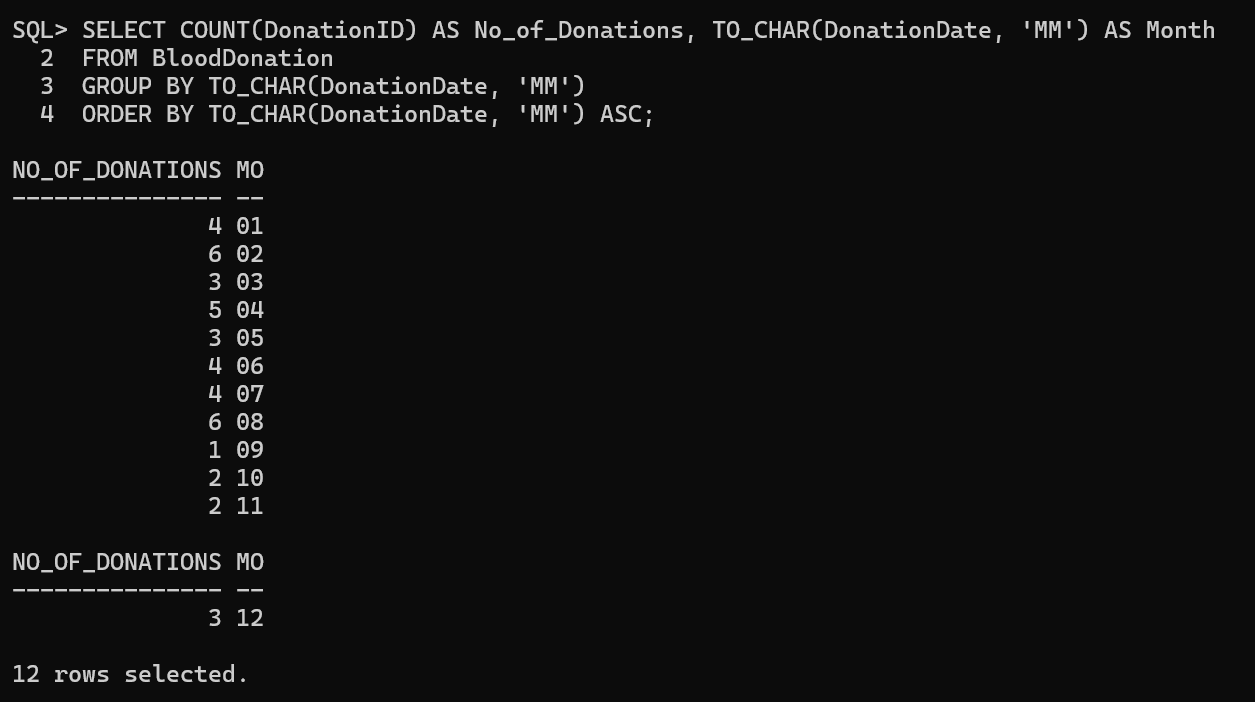 SQL> SELECT COUNT(DonationID) AS No_of_Donations, TO_CHAR(DonationDate, 'MM') AS Month
  2  FROM BloodDonation
  3  GROUP BY TO_CHAR(DonationDate, 'MM')
  4  ORDER BY TO_CHAR(DonationDate, 'MM') ASC;

NO_OF_DONATIONS MO
--------------- --
              4 01
              6 02
              3 03
              5 04
              3 05
              4 06
              4 07
              6 08
              1 09
              2 10
              2 11

NO_OF_DONATIONS MO
--------------- --
              3 12

12 rows selected.